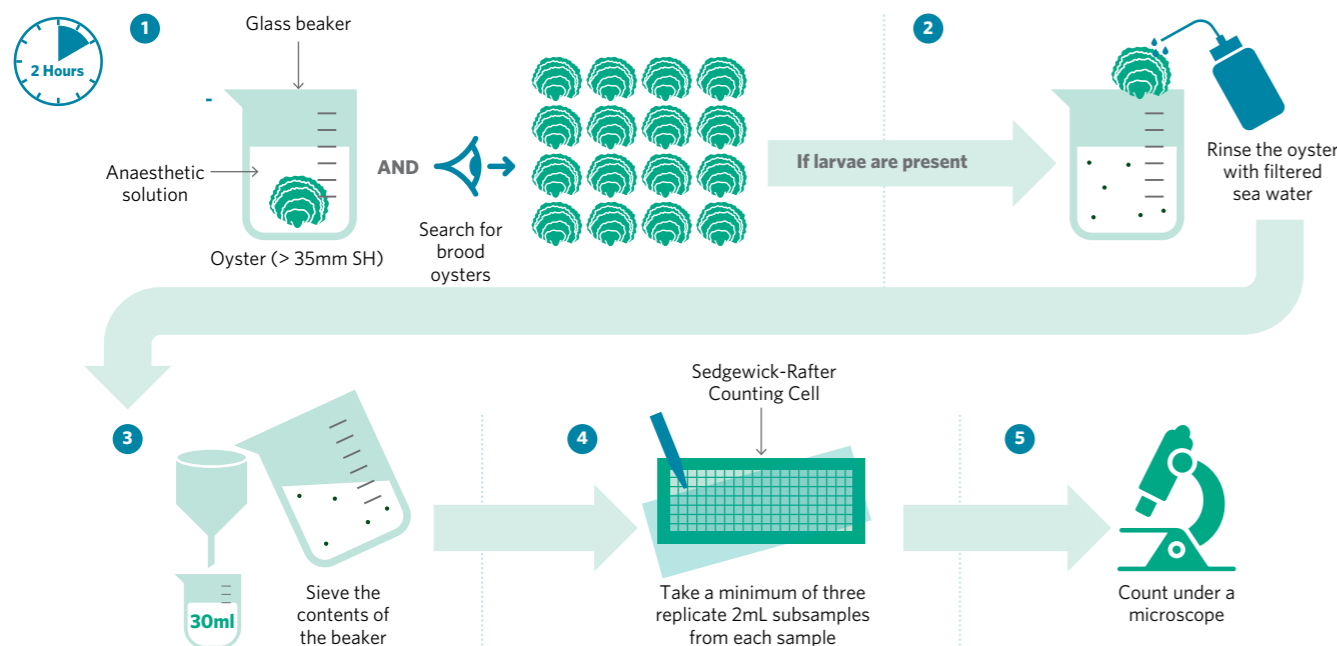 2 Hours
1
Glass beaker
Anaesthetic
solution
Oyster (> 35mm SH)
AND
Search for
brood
oysters
If larvae are present
2
Rinse the oyster
with filtered
sea water
3
30ml
Sieve the
contents of
the beaker
4
Sedgewick-Rafter
Counting Cell
Take a minimum of three
replicate 2mL subsamples
from each sample
5
Count under a
microscope